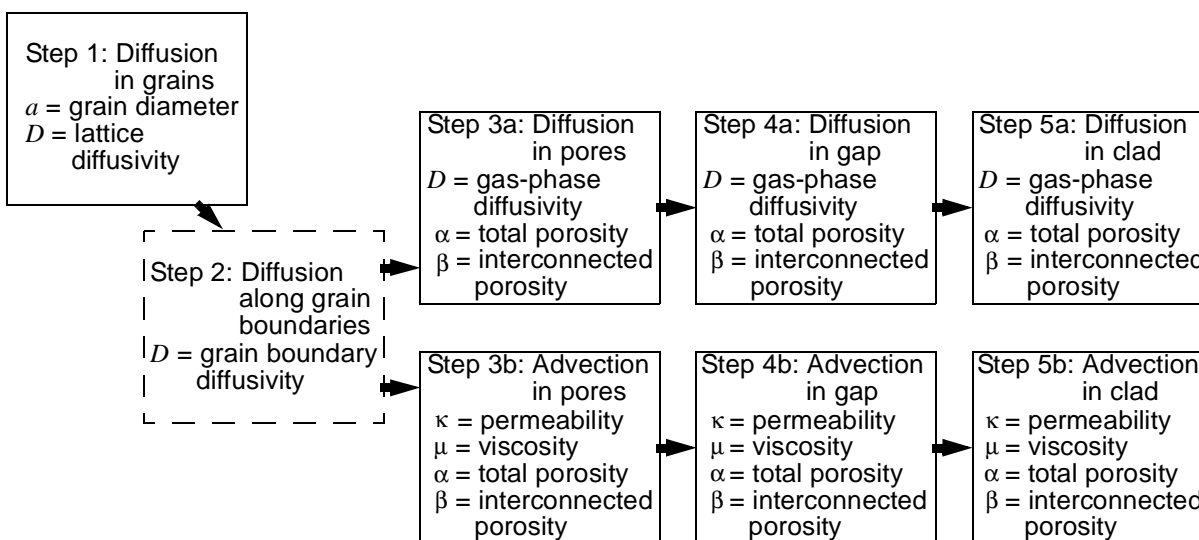 Step 1: Diffusion
in grains
a = grain diameter
D = lattice
diffusivity
Step 2: Diffusion
along grain
boundaries
D = grain boundary
diffusivity
Step 3a: Diffusion
in pores
D = gas-phase
diffusivity
α = total porosity
β = interconnected
porosity
Step 4a: Diffusion
in gap
D = gas-phase
diffusivity
α = total porosity
β = interconnected
porosity
Step 5a: Diffusion
in clad
D = gas-phase
diffusivity
α = total porosity
β = interconnected
porosity
Step 3b: Advection
in pores
κ = permeability
μ = viscosity
α = total porosity
β = interconnected
porosity
Step 4b: Advection
in gap
κ = permeability
μ = viscosity
α = total porosity
β = interconnected
porosity
Step 5b: Advection
in clad
κ = permeability
μ = viscosity
α = total porosity
β = interconnected
porosity